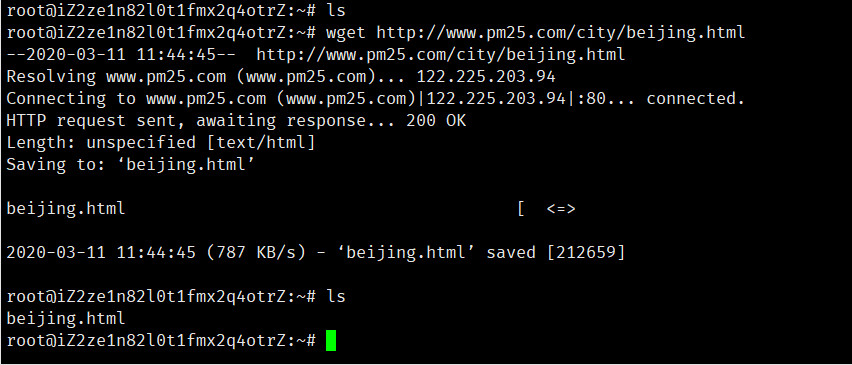 root@iZ2ze1n82l0t1fmx2q4otrZ:~# ls
root@iZ2ze1n82l0t1fmx2q4otrZ:~# wget http://www.pm25.com/city/beijing.html
--2020-03-11 11:44:45--  http://www.pm25.com/city/beijing.html
Resolving www.pm25.com (www.pm25.com)... 122.225.203.94
Connecting to www.pm25.com (www.pm25.com)|122.225.203.94|:80... connected.
HTTP request sent, awaiting response... 200 OK
Length: unspecified [text/html]
Saving to: ‘beijing.html’
beijing.html                                       [  <=>
2020-03-11 11:44:45 (787 KB/s) - ‘beijing.html’ saved [212659]
root@iZ2ze1n82l0t1fmx2q4otrZ:~# ls
beijing.html
root@iZ2ze1n82l0t1fmx2q4otrZ:~#